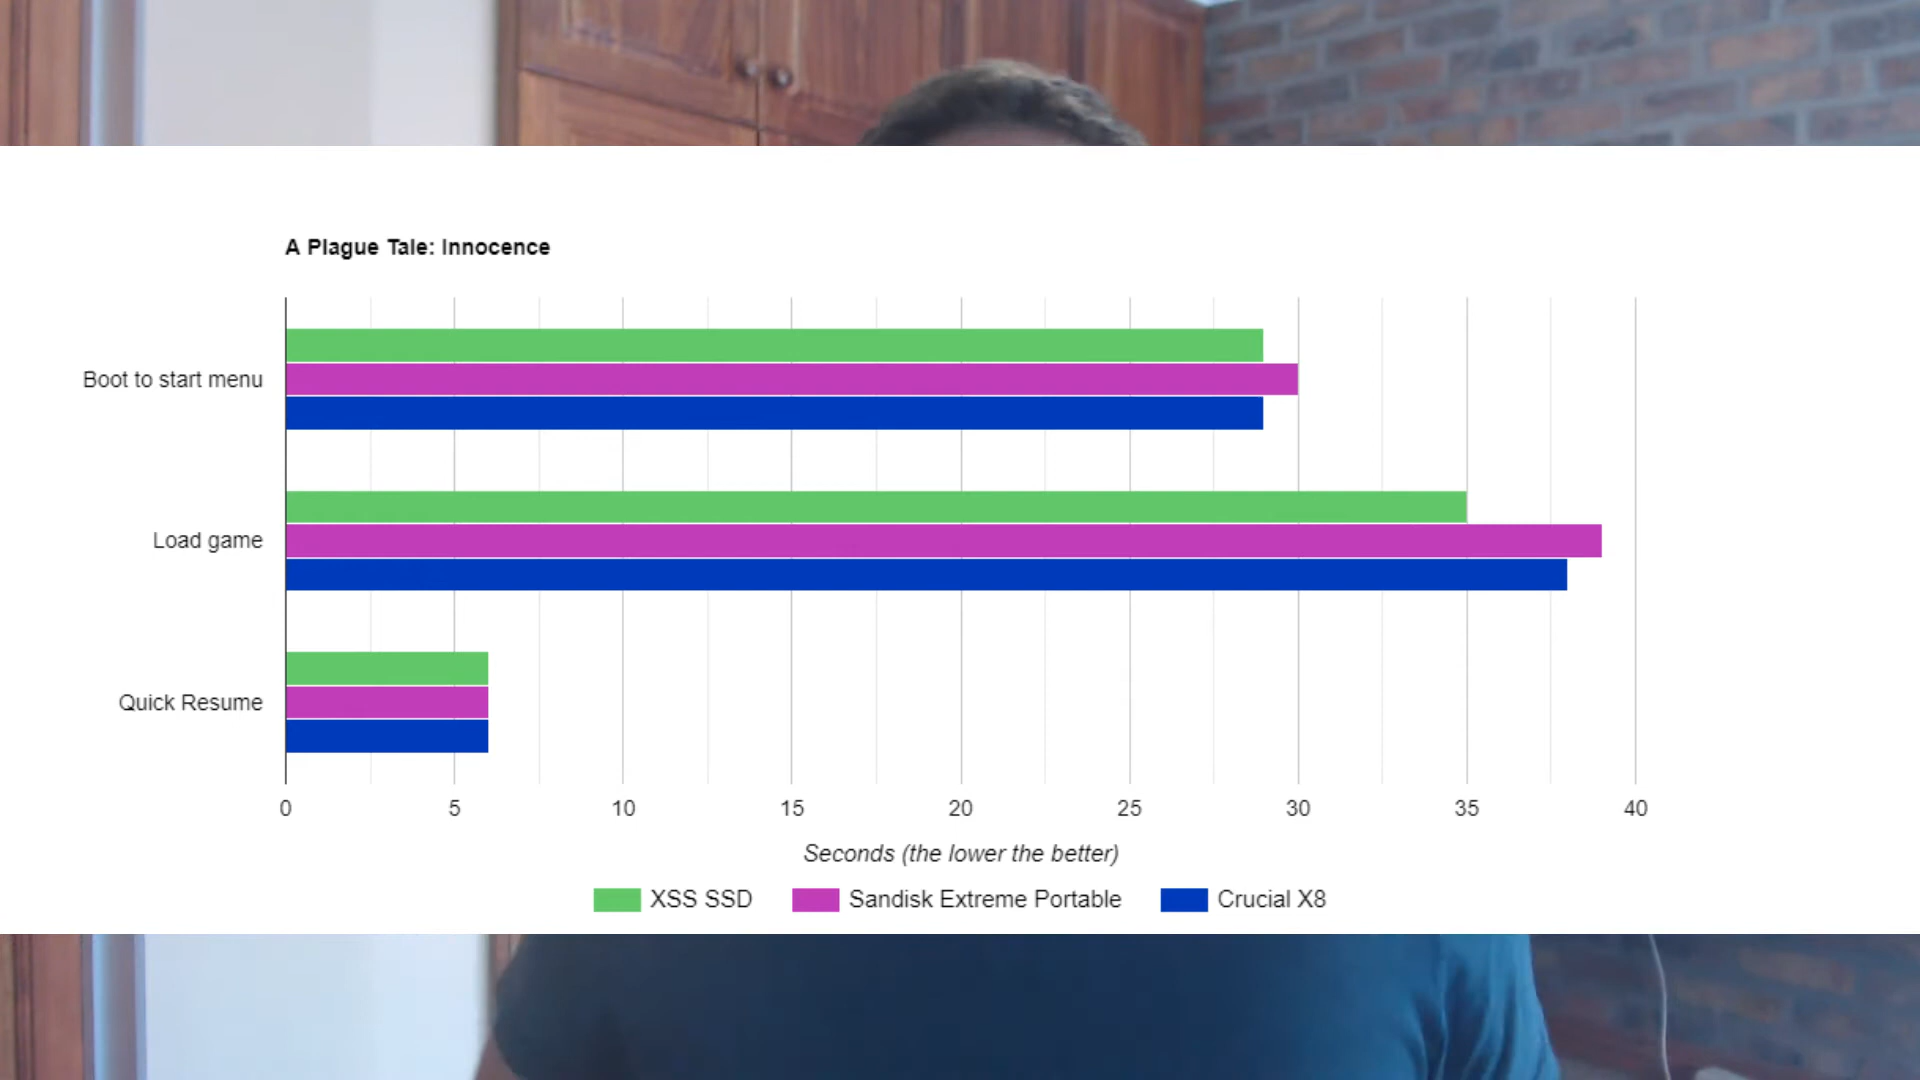 A Plague Tale: Innocence
Boot to start menu
Load game
Quick Resume
0 5 10 15 20 25 30 35 40
Seconds (the lower the better)
XSS SSD Sandisk Extreme Portable Crucial X8